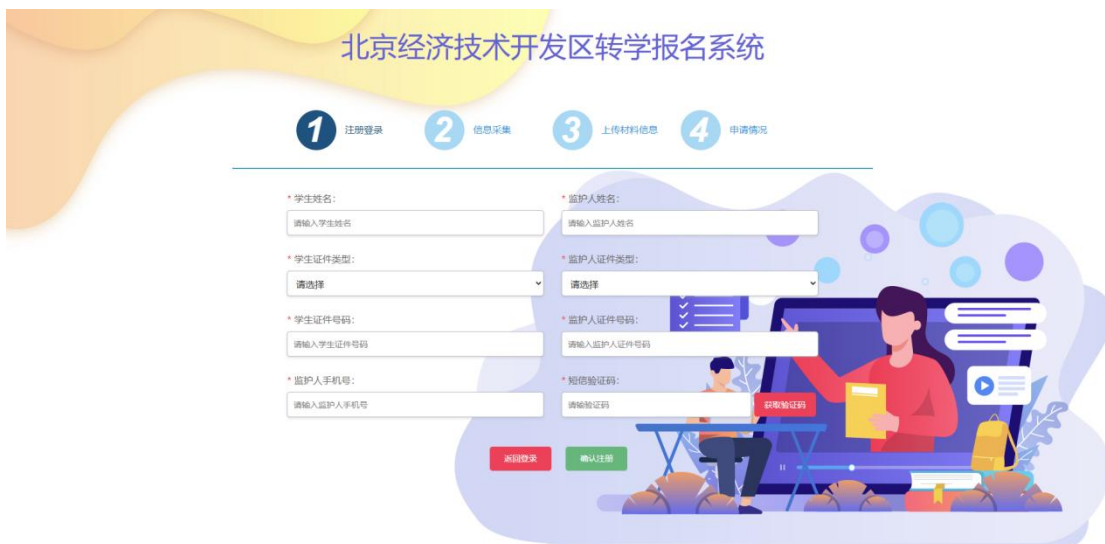 北京经济技术开发区转学报名系统
1 注册登录 2 信息采集 3 上传材料信息 4 申请情况
* 学生姓名: * 监护人姓名:
请输入学生姓名 请输入监护人姓名
* 学生证件类型: * 监护人证件类型:
请选择 请选择
* 学生证件号码: * 监护人证件号码:
请输入学生证件号码 请输入监护人证件号码
* 监护人手机号: * 短信验证码:
请输入监护人手机号 请输验证码 获取验证码
返回登录 确认注册